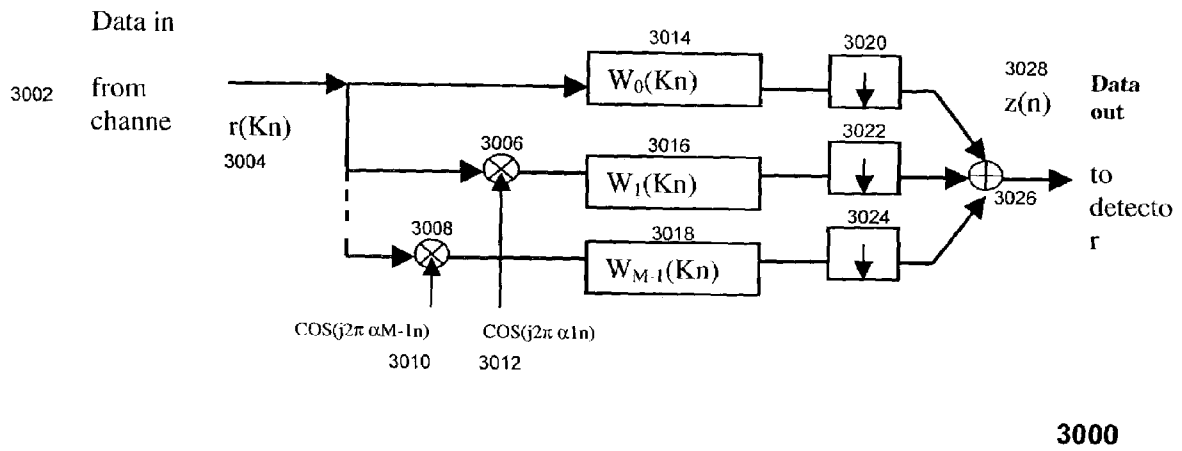 Data in
3002
from
channe
r(Kn)
3004
3006
3008
COS(j2π αM-1n)
3010
COS(j2π α1n)
3012
3014
W₀(Kn)
3016
W₁(Kn)
3018
W_M-1(Kn)
3020
3022
3024
3026
3028
z(n)
Data
out
to
detecto
r
3000